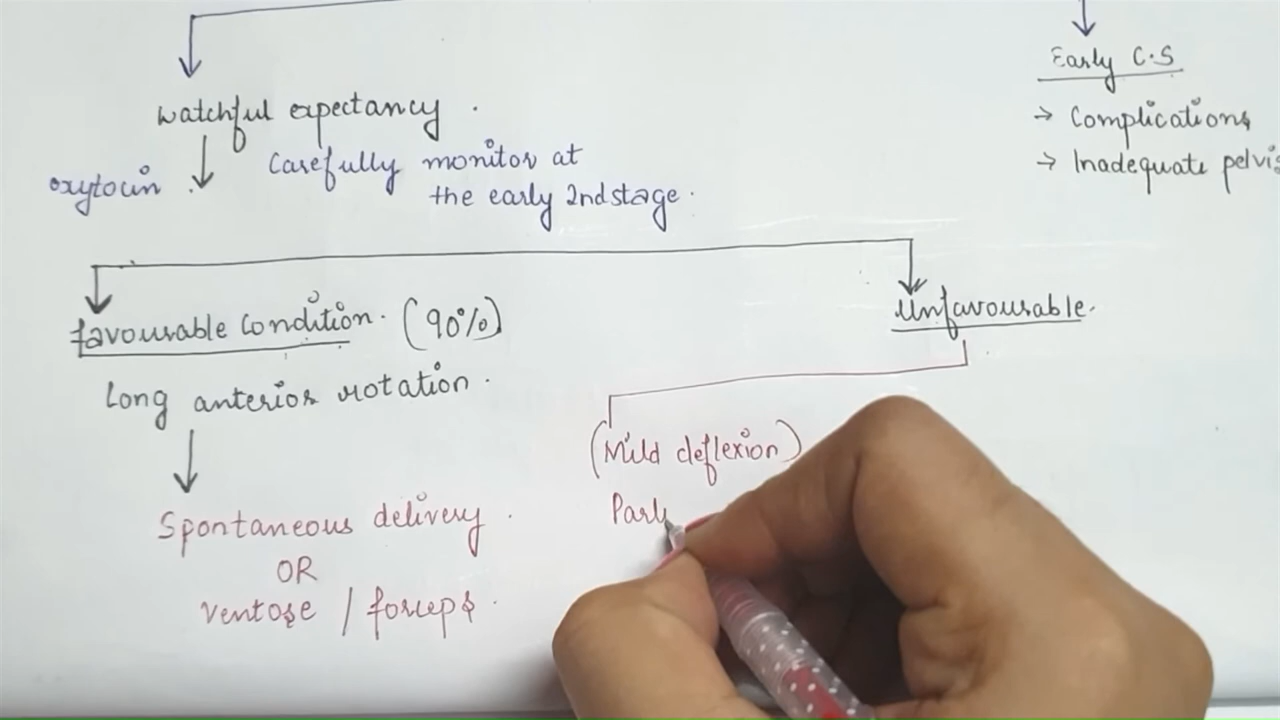 Early C.S
watchful expectancy.
→ Complications
oxytocin
Carefully monitor at
the early 2nd stage.
→ Inadequate pelvis
favourable condition. (90%)
Unfavourable.
Long anterior rotation.
(Mild deflexion)
Spontaneous delivery.
OR
ventose / forceps.